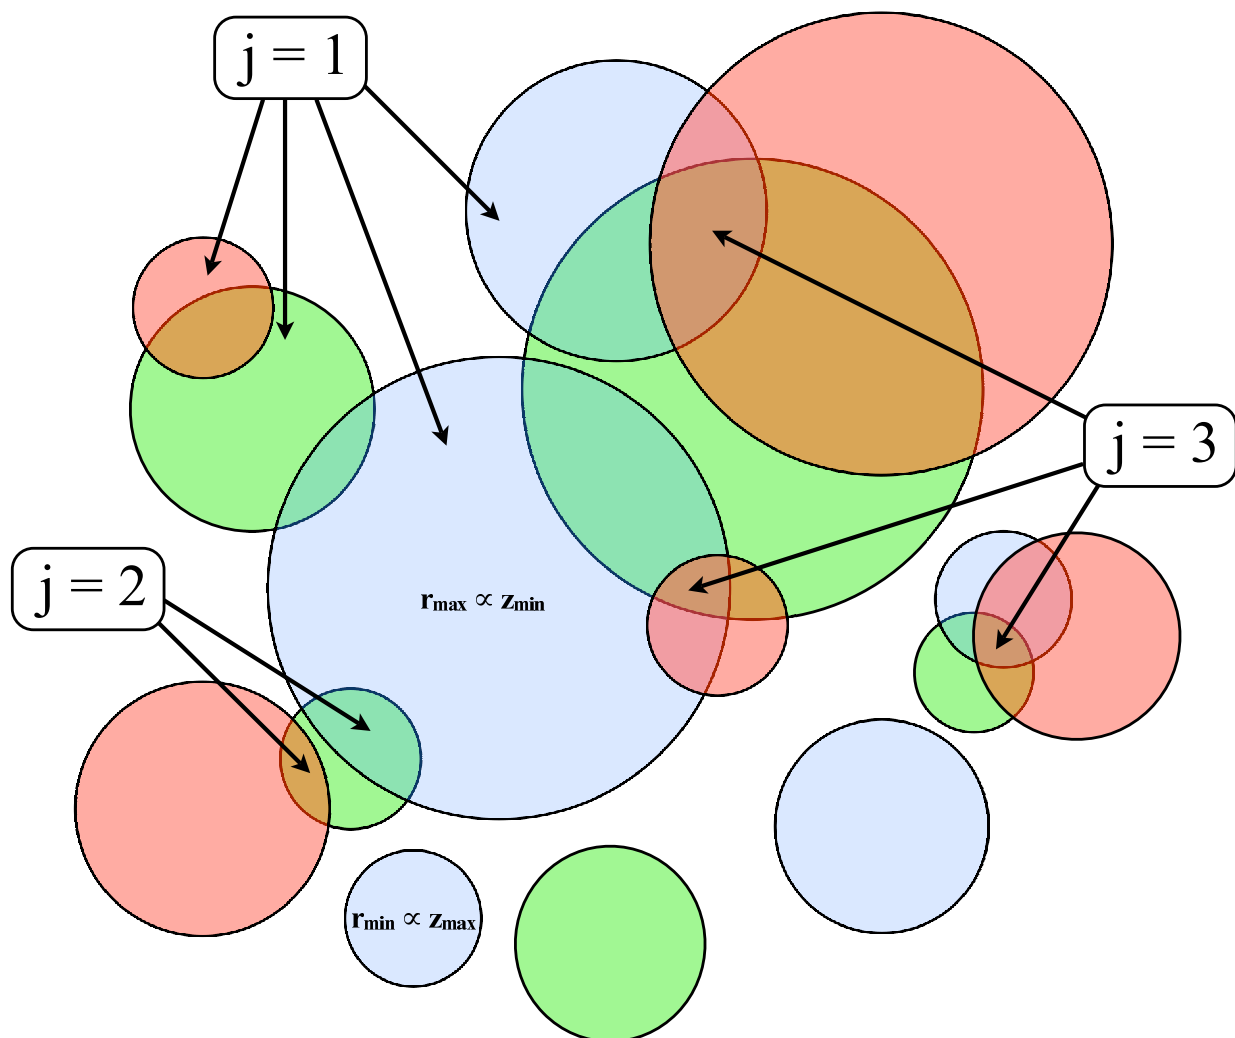 j = 1
j = 3
j = 2
r_max ∝ z_min
r_min ∝ z_max